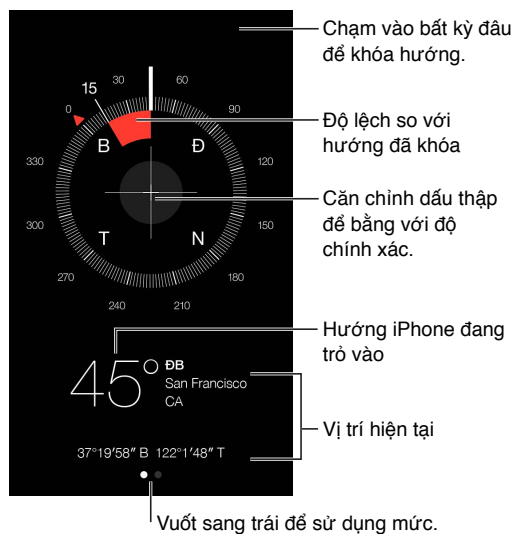 Chạm vào bất kỳ đâu
để khóa hướng.
30
60
15
0
90
Độ lệch so với
hướng đã khóa
B
Đ
330
120
Căn chỉnh dấu thập
để bằng với độ
chính xác.
300
150
T
N
270
180
240
210
Hướng iPhone đang
trỏ vào
45°
ĐB
San Francisco
CA
Vị trí hiện tại
37°19′58″ B 122°1′48″ T
Vuốt sang trái để sử dụng mức.